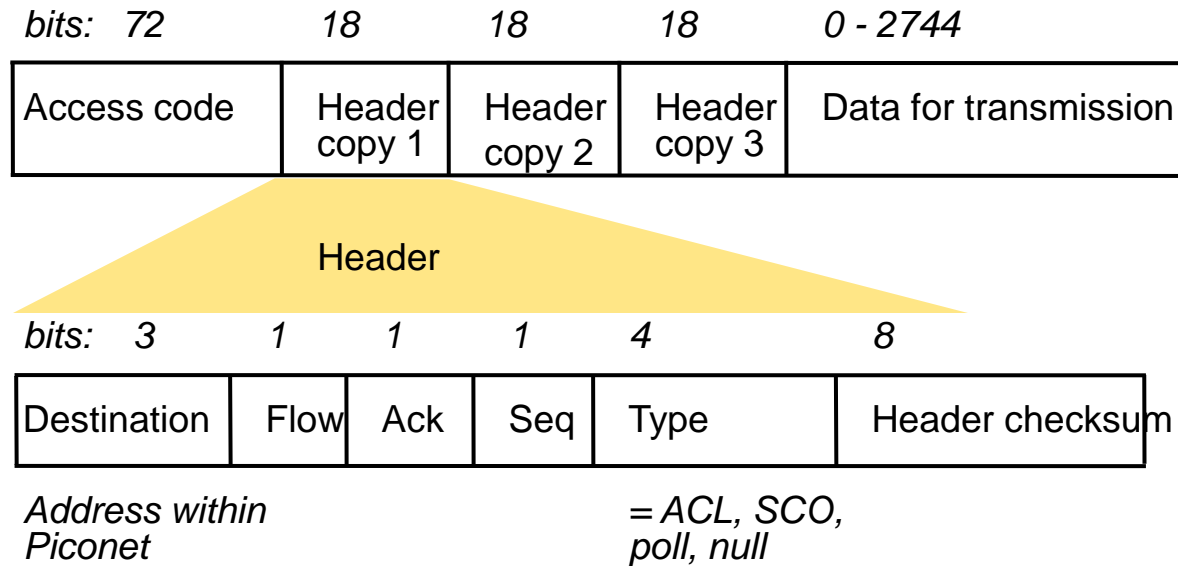 bits: 72 18 18 18 0 - 2744
Access code Header copy 1 Header copy 2 Header copy 3 Data for transmission
Header
bits: 3 1 1 1 4 8
Destination Flow Ack Seq Type Header checksum
Address within Piconet = ACL, SCO, poll, null